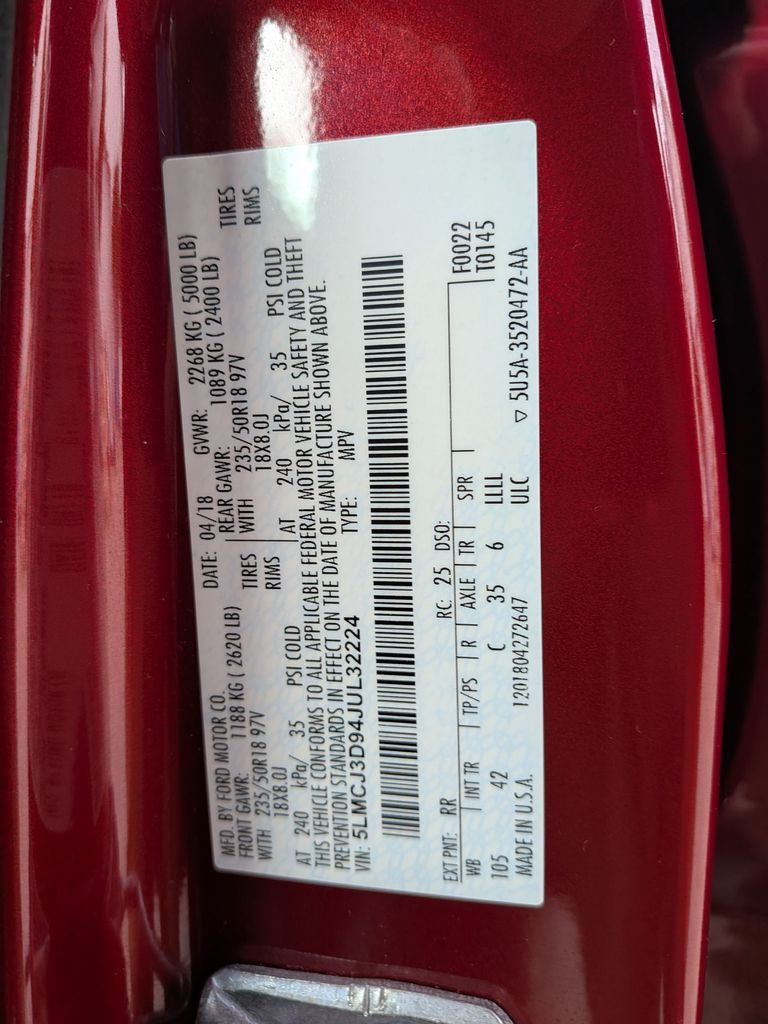 MFD. BY FORD MOTOR CO.
DATE: 04/18 GVWR: 2268 KG ( 5000 LB)
FRONT GAWR: 1188 KG ( 2620 LB) REAR GAWR: 1089 KG ( 2400 LB)
WITH 235/50R18 97V TIRES WITH 235/50R18 97V TIRES
18X8.0J RIMS 18X8.0J RIMS
AT 240 kPa/ 35 PSI COLD AT 240 kPa/ 35 PSI COLD
THIS VEHICLE CONFORMS TO ALL APPLICABLE FEDERAL MOTOR VEHICLE SAFETY AND THEFT
PREVENTION STANDARDS IN EFFECT ON THE DATE OF MANUFACTURE SHOWN ABOVE.
VIN: 5LMCJ3D94JUL32224 TYPE: MPV
EXT PNT: RR RC: 25 DSO:
WB INT TR TP/PS R AXLE TR SPR F0022
105 42 C 35 6 LLLL T0145
MADE IN U.S.A. 1201804272647 ULC ▽ 5U5A-3520472-AA